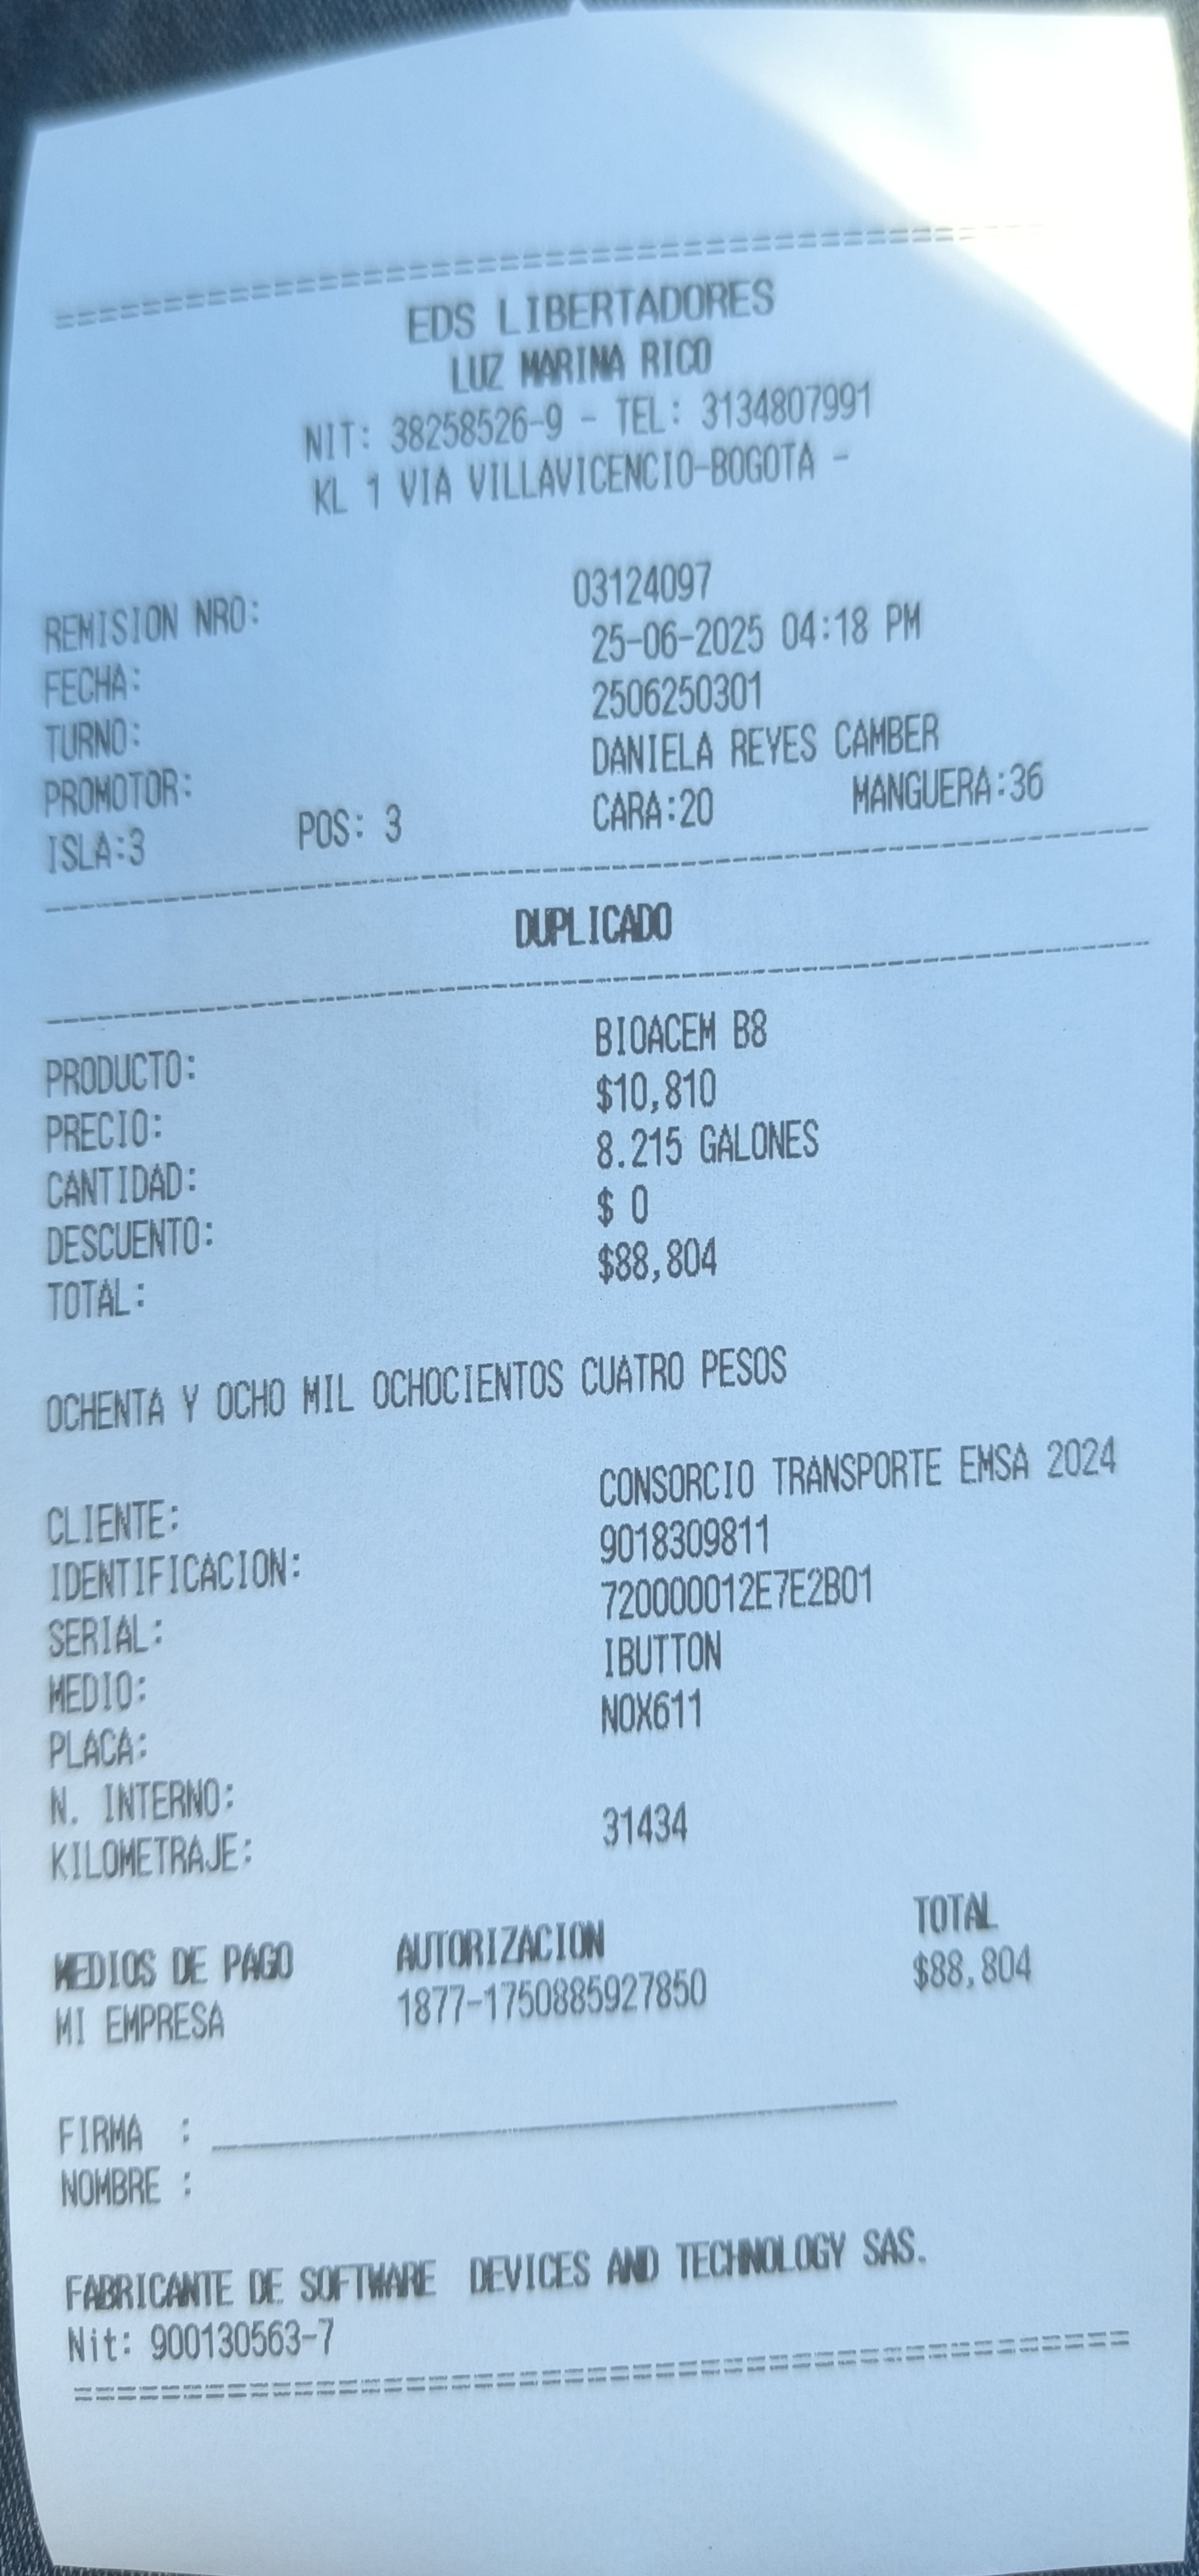 EDS LIBERTADORES
LUZ MARINA RICO
NIT: 38258526-9 - TEL: 3134807991
KL 1 VIA VILLAVICENCIO-BOGOTA -
REMISION NRO: 03124097
FECHA: 25-06-2025 04:18 PM
TURNO: 2506250301
PROMOTOR: DANIELA REYES CAMBER
ISLA:3 POS: 3 CARA:20 MANGUERA:36
DUPLICADO
PRODUCTO: BIOACEM B8
PRECIO: $10,810
CANTIDAD: 8.215 GALONES
DESCUENTO: $ 0
TOTAL: $88,804
OCHENTA Y OCHO MIL OCHOCIENTOS CUATRO PESOS
CLIENTE: CONSORCIO TRANSPORTE EMSA 2024
IDENTIFICACION: 9018309811
SERIAL: 720000012E7E2B01
MEDIO: IBUTTON
PLACA: NOX611
N. INTERNO:
KILOMETRAJE: 31434
MEDIOS DE PAGO AUTORIZACION TOTAL
MI EMPRESA 1877-1750885927850 $88,804
FIRMA :
NOMBRE :
FABRICANTE DE SOFTWARE DEVICES AND TECHNOLOGY SAS.
Nit: 900130563-7